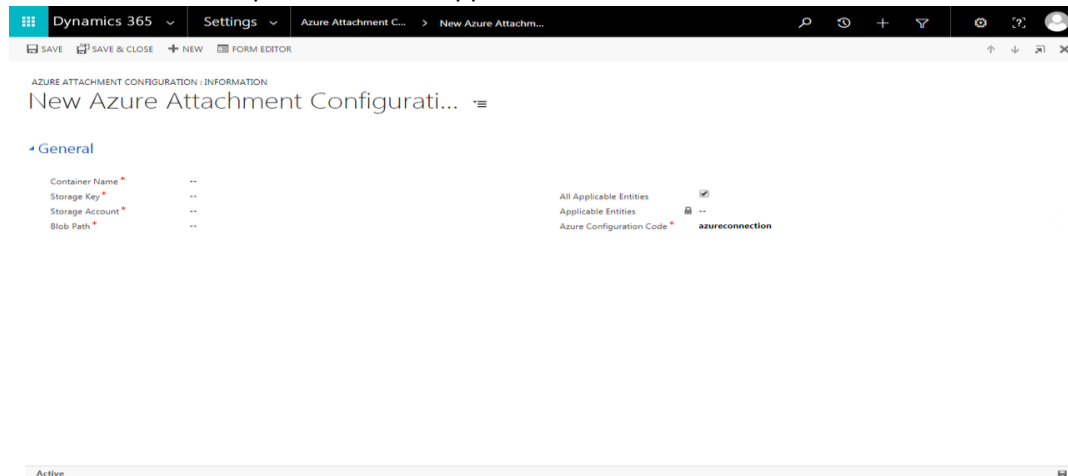 Dynamics 365 Settings Azure Attachment C... > New Azure Attachm...
SAVE SAVE & CLOSE + NEW FORM EDITOR
AZURE ATTACHMENT CONFIGURATION : INFORMATION
New Azure Attachment Configurati...
General
Container Name * --
Storage Key * --
Storage Account * --
Blob Path * --
All Applicable Entities
Applicable Entities --
Azure Configuration Code * azureconnection
Active